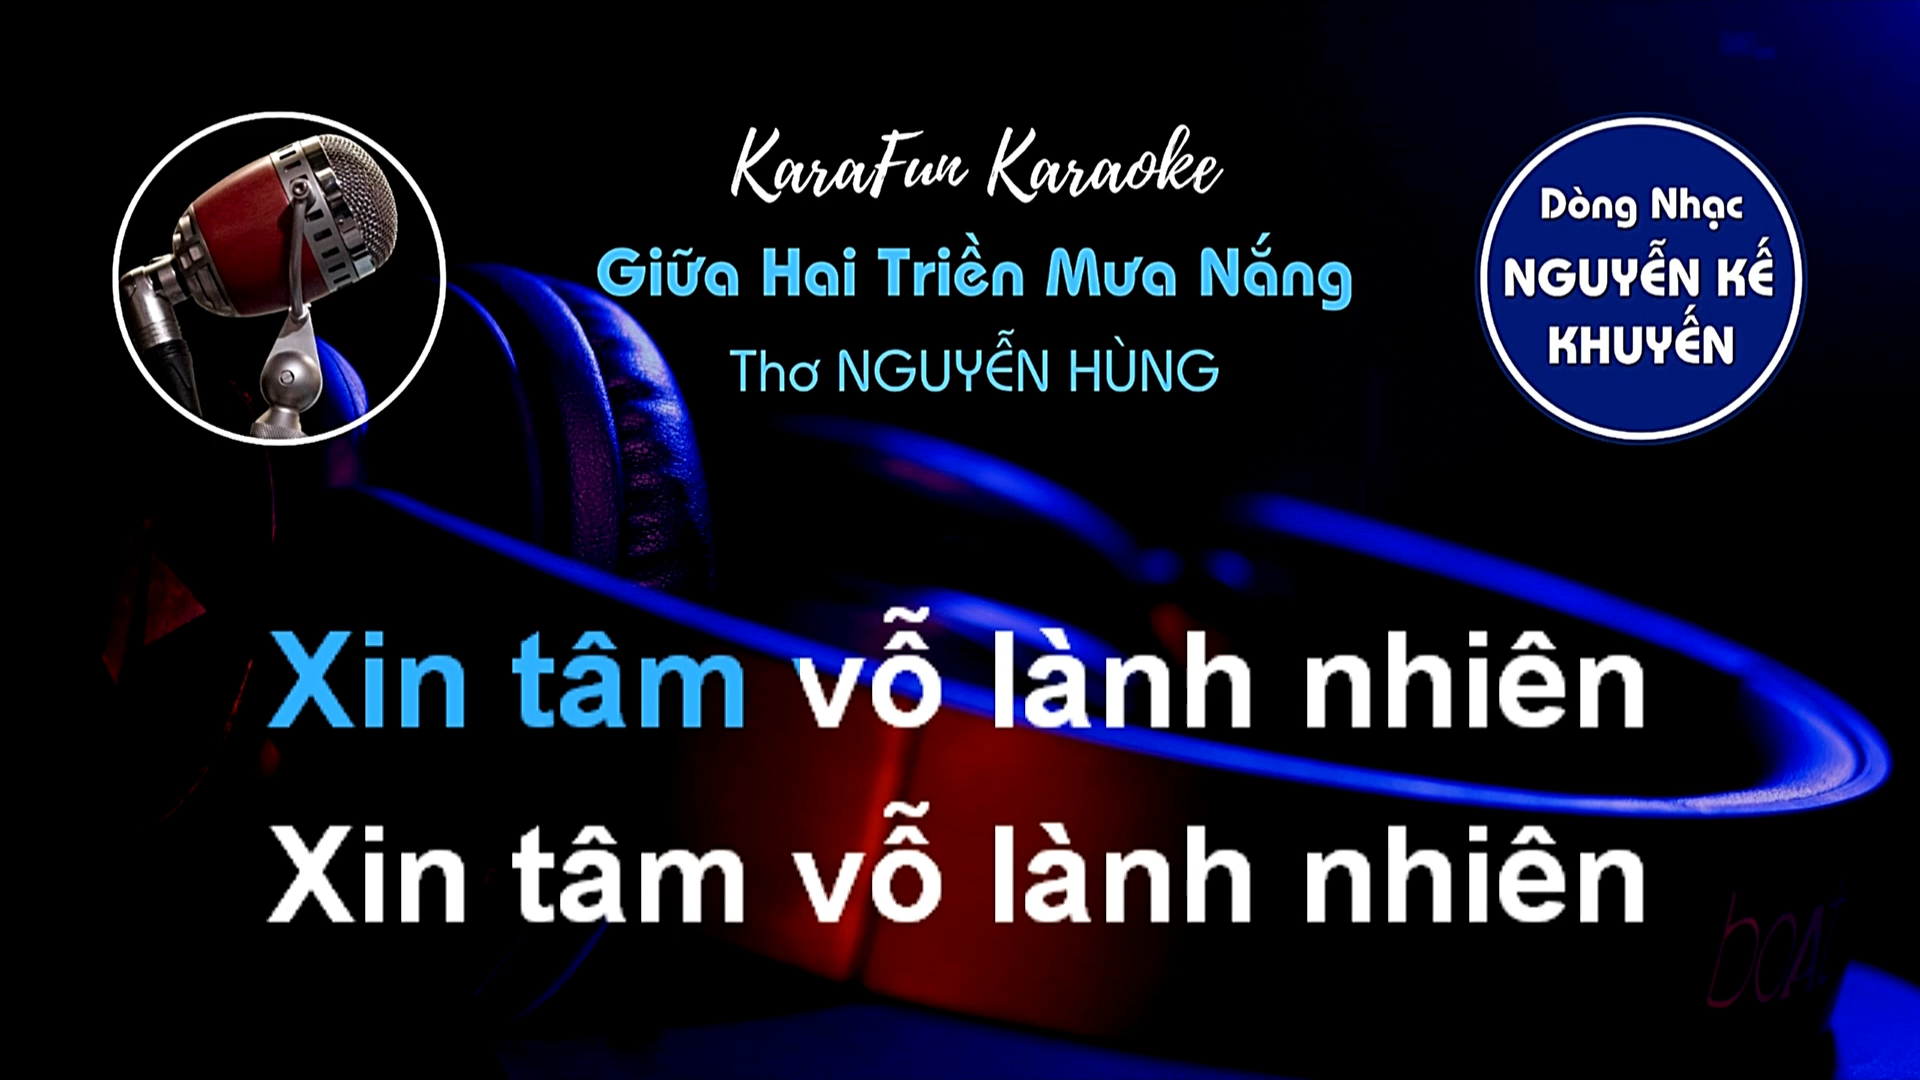 KaraFun Karaoke
Giữa Hai Triền Mưa Nắng
Thơ NGUYỄN HÙNG
Dòng Nhạc
NGUYỄN KẾ
KHUYẾN
Xin tâm vỗ lành nhiên
Xin tâm vỗ lành nhiên